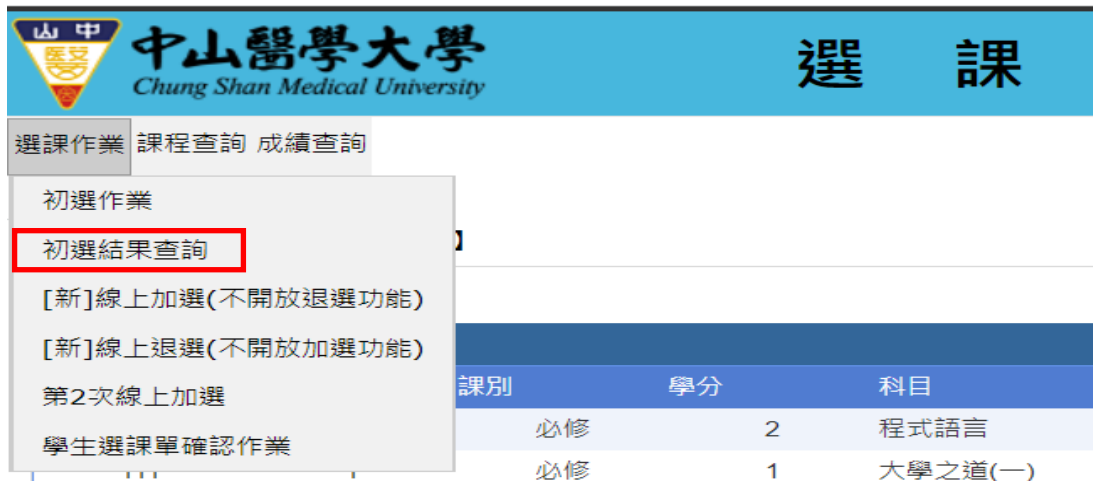 山中
醫
中山醫學大學
Chung Shan Medical University
選 課
選課作業 課程查詢 成績查詢
初選作業
初選結果查詢
】
[新]線上加選(不開放退選功能)
[新]線上退選(不開放加選功能)
第2次線上加選
學生選課單確認作業
課別 學分 科目
必修 2 程式語言
必修 1 大學之道(一)